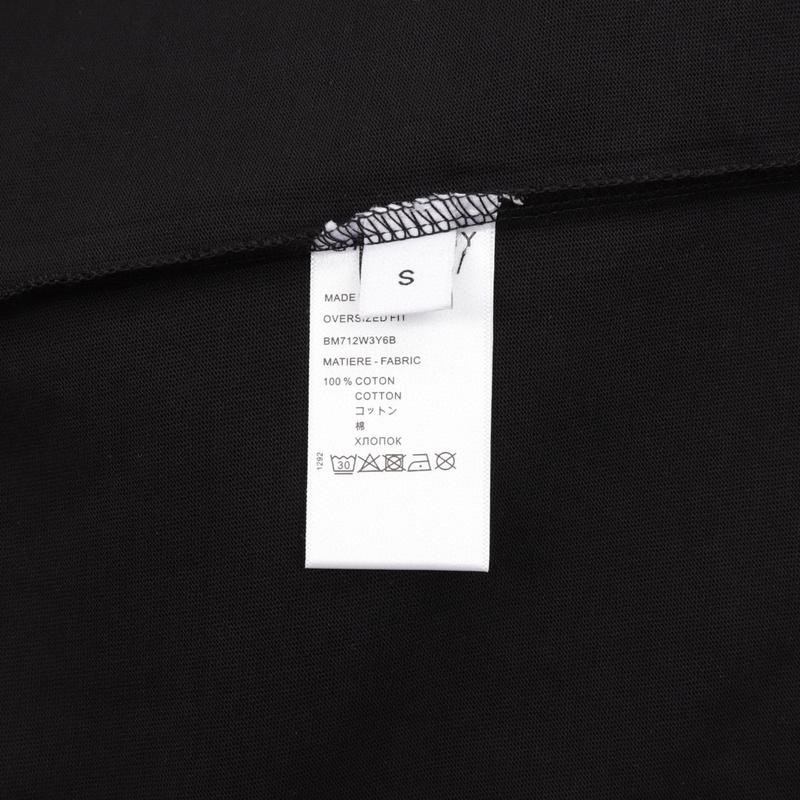 Y
S
MADE
OVERSIZED FIT
BM712W3Y6B
MATIERE - FABRIC
100 % COTON
COTTON
コットン
棉
ХЛОПОК
1292
30